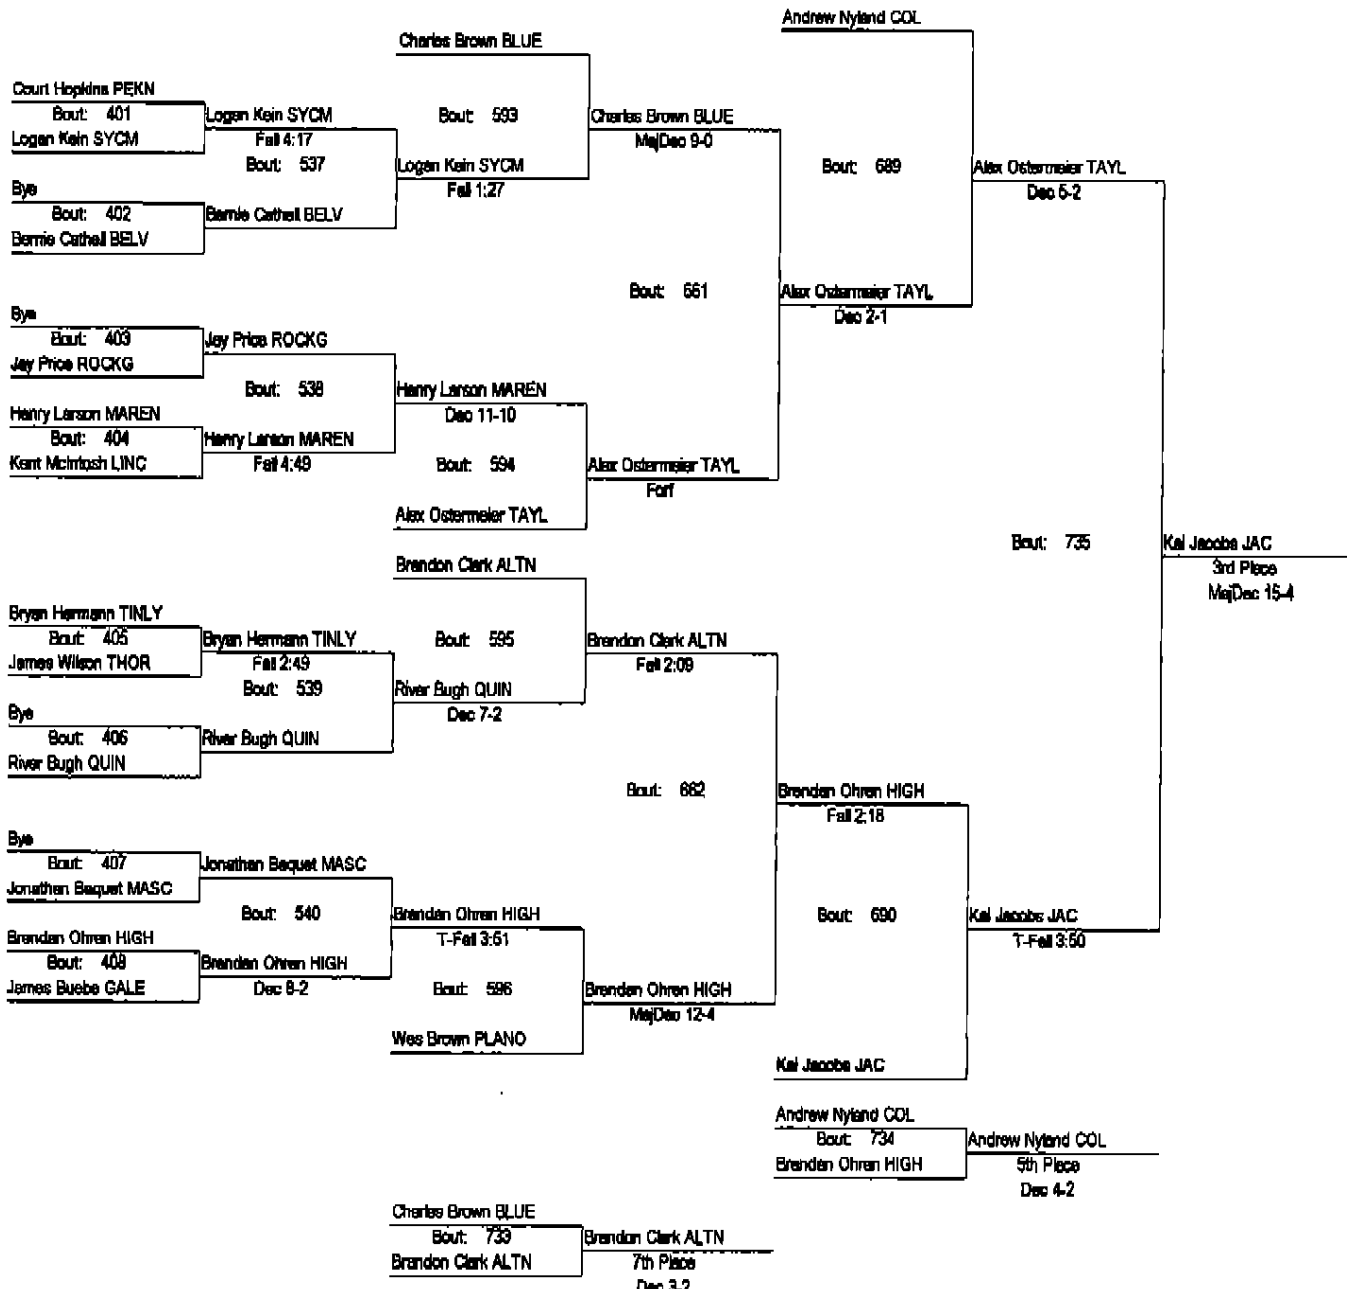 Andrew Nyland COL
Charles Brown BLUE
Court Hopkins PEKN
Bout: 401
Logan Kein SYCM
Logan Kein SYCM
Fall 4:17
Bout: 537
Bye
Bout: 402
Bernie Cathell BELV
Bernie Cathell BELV
Bout: 593
Logan Kein SYCM
Fall 1:27
Charles Brown BLUE
MajDec 9-0
Bout: 689
Alex Ostermeier TAYL
Dec 5-2
Bout: 661
Alex Ostermeier TAYL
Dec 2-1
Bye
Bout: 403
Jay Price ROCKG
Jay Price ROCKG
Bout: 538
Henry Larson MAREN
Dec 11-10
Henry Larson MAREN
Bout: 404
Kent McIntosh LINC
Henry Larson MAREN
Fall 4:49
Bout: 594
Alex Ostermeier TAYL
Forf
Alex Ostermeier TAYL
Bout: 735
Kai Jacobs JAC
3rd Place
MajDec 15-4
Brendon Clark ALTN
Bryan Hermann TINLY
Bout: 405
James Wilson THOR
Bryan Hermann TINLY
Fall 2:49
Bout: 539
Bout: 595
Brendon Clark ALTN
Fall 2:09
River Bugh QUIN
Dec 7-2
Bye
Bout: 406
River Bugh QUIN
River Bugh QUIN
Bout: 662
Brendan Ohren HIGH
Fall 2:18
Bye
Bout: 407
Jonathan Baquet MASC
Jonathan Baquet MASC
Bout: 540
Brendan Ohren HIGH
T-Fall 3:51
Bout: 690
Kai Jacobs JAC
T-Fall 3:50
Brendan Ohren HIGH
Bout: 408
James Buebe GALE
Brendan Ohren HIGH
Dec 8-2
Bout: 596
Brendan Ohren HIGH
MajDec 12-4
Wes Brown PLANO
Kai Jacobs JAC
Andrew Nyland COL
Bout: 734
Brendan Ohren HIGH
Andrew Nyland COL
5th Place
Dec 4-2
Charles Brown BLUE
Bout: 733
Brandon Clark ALTN
Brandon Clark ALTN
7th Place
Dec 3-2